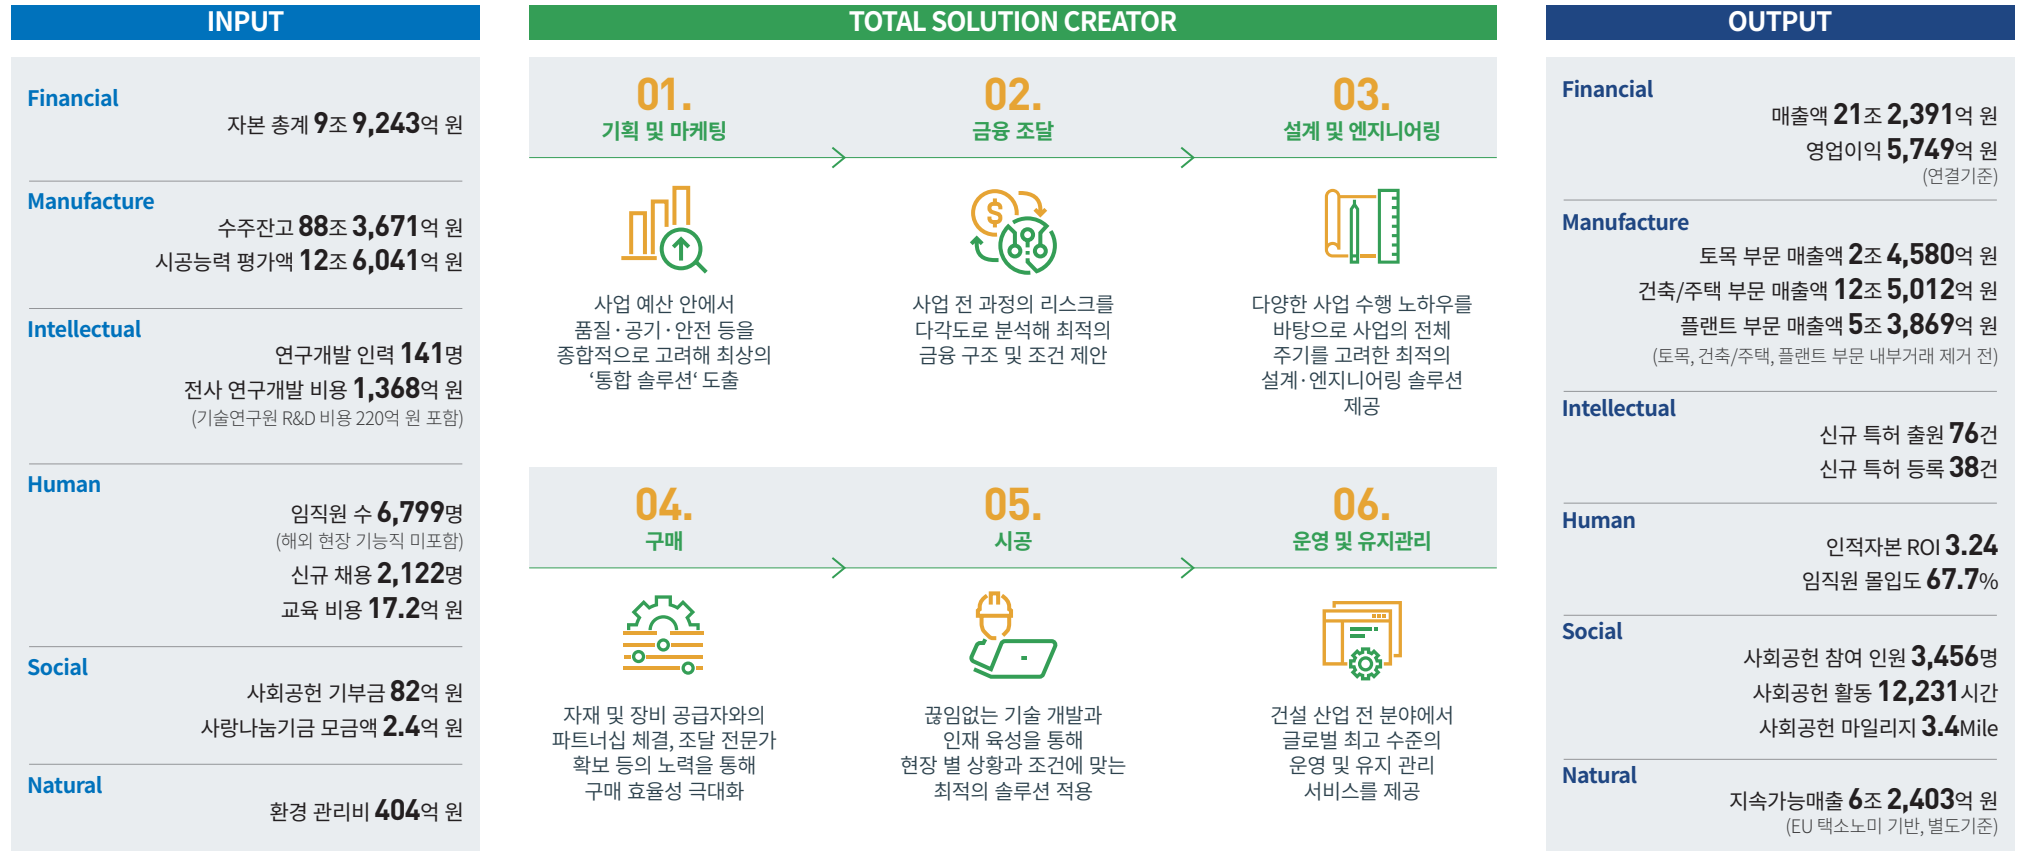 INPUT
Financial
자본 총계 9조 9,243억 원
Manufacture
수주잔고 88조 3,671억 원
시공능력 평가액 12조 6,041억 원
Intellectual
연구개발 인력 141명
전사 연구개발 비용 1,368억 원
(기술연구원 R&D 비용 220억 원 포함)
Human
임직원 수 6,799명
(해외 현장 기능직 미포함)
신규 채용 2,122명
교육 비용 17.2억 원
Social
사회공헌 기부금 82억 원
사랑나눔기금 모금액 2.4억 원
Natural
환경 관리비 404억 원
TOTAL SOLUTION CREATOR
01.
기획 및 마케팅
사업 예산 안에서
품질·공기·안전 등을
종합적으로 고려해 최상의
‘통합 솔루션‘ 도출
02.
금융 조달
사업 전 과정의 리스크를
다각도로 분석해 최적의
금융 구조 및 조건 제안
03.
설계 및 엔지니어링
다양한 사업 수행 노하우를
바탕으로 사업의 전체
주기를 고려한 최적의
설계·엔지니어링 솔루션
제공
04.
구매
자재 및 장비 공급자와의
파트너십 체결, 조달 전문가
확보 등의 노력을 통해
구매 효율성 극대화
05.
시공
끊임없는 기술 개발과
인재 육성을 통해
현장 별 상황과 조건에 맞는
최적의 솔루션 적용
06.
운영 및 유지관리
건설 산업 전 분야에서
글로벌 최고 수준의
운영 및 유지 관리
서비스를 제공
OUTPUT
Financial
매출액 21조 2,391억 원
영업이익 5,749억 원
(연결기준)
Manufacture
토목 부문 매출액 2조 4,580억 원
건축/주택 부문 매출액 12조 5,012억 원
플랜트 부문 매출액 5조 3,869억 원
(토목, 건축/주택, 플랜트 부문 내부거래 제거 전)
Intellectual
신규 특허 출원 76건
신규 특허 등록 38건
Human
인적자본 ROI 3.24
임직원 몰입도 67.7%
Social
사회공헌 참여 인원 3,456명
사회공헌 활동 12,231시간
사회공헌 마일리지 3.4Mile
Natural
지속가능매출 6조 2,403억 원
(EU 택소노미 기반, 별도기준)